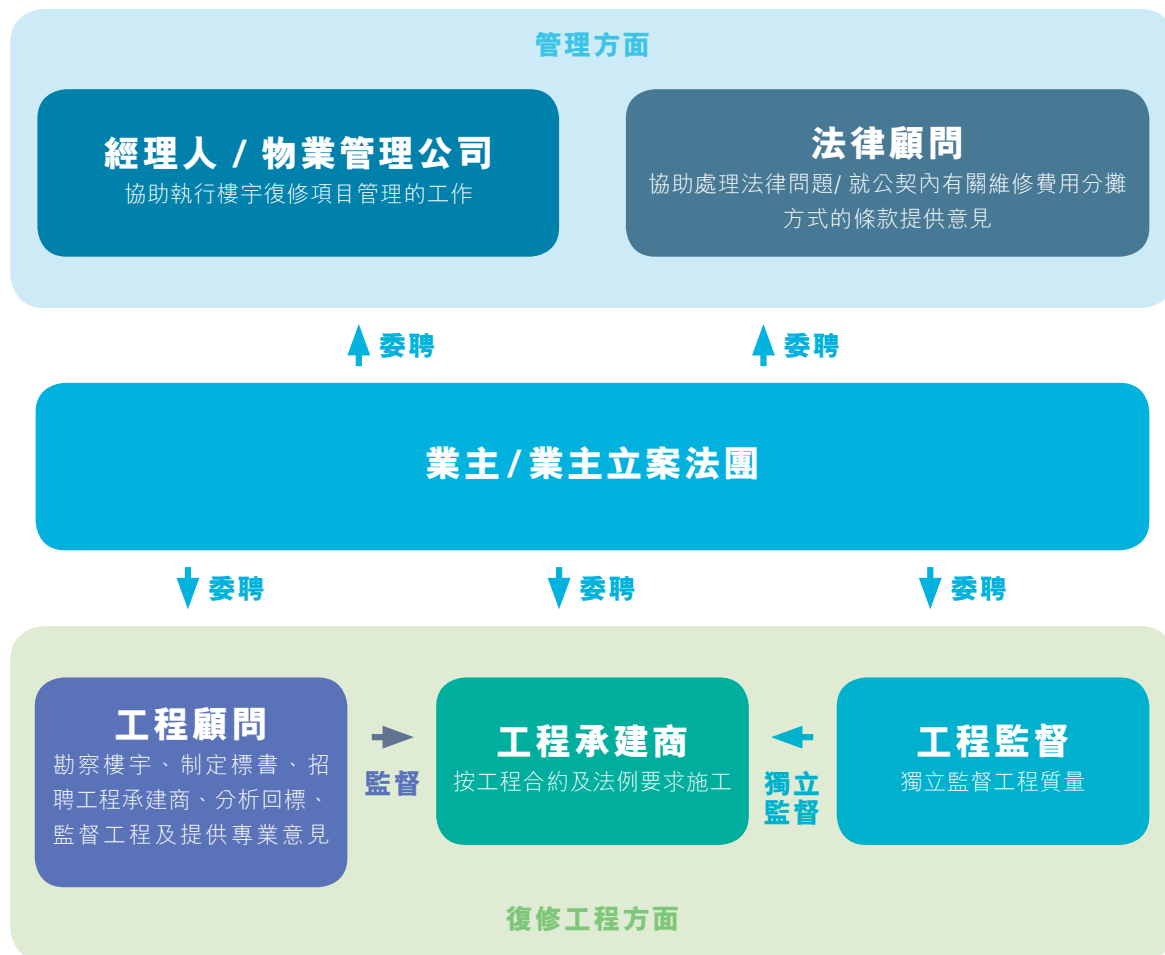 管理方面
經理人 / 物業管理公司
協助執行樓宇復修項目管理的工作
法律顧問
協助處理法律問題/ 就公契內有關維修費用分攤
方式的條款提供意見
委聘
委聘
業主/業主立案法團
委聘
委聘
委聘
工程顧問
勘察樓宇、制定標書、招
聘工程承建商、分析回標、
監督工程及提供專業意見
監督
工程承建商
按工程合約及法例要求施工
獨立
監督
工程監督
獨立監督工程質量
復修工程方面